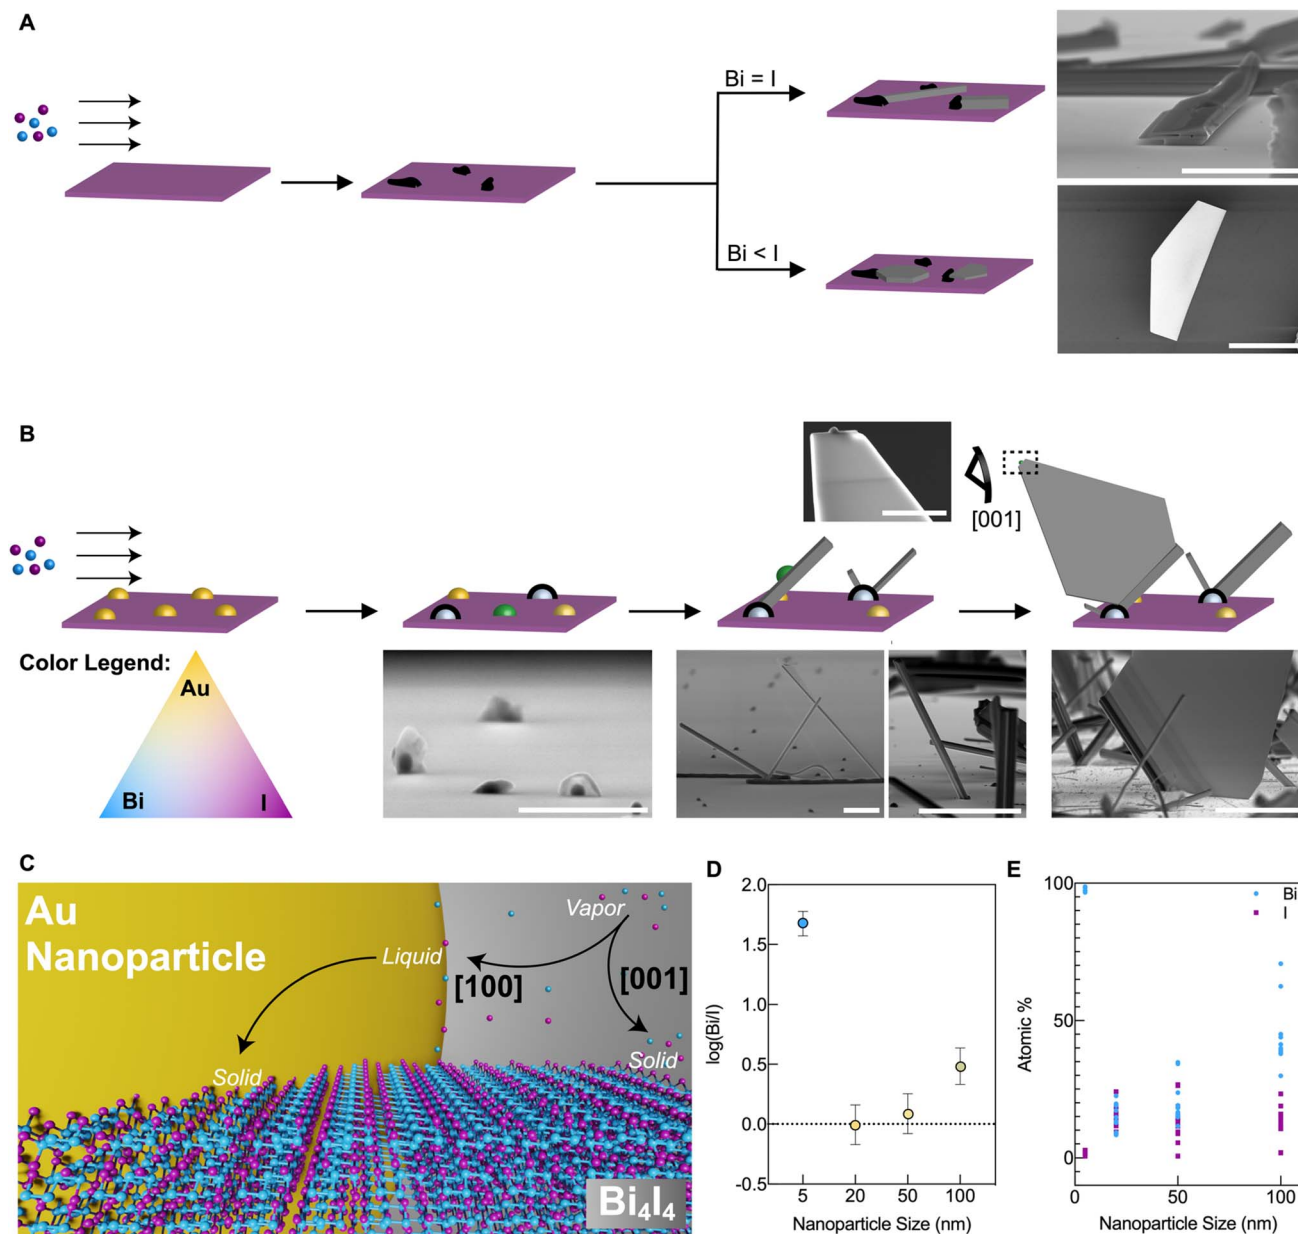 A
Bi = I
Bi < I
B
[001]
Color Legend:
Au
Bi
I
C
Au
Nanoparticle
Vapor
Liquid
[100]
[001]
Solid
Solid
Bi₄I₄
D
log(Bi/I)
2.0
1.5
1.0
0.5
0.0
-0.5
5
20
50
100
Nanoparticle Size (nm)
E
Atomic %
100
50
0
Bi
I
0
50
100
Nanoparticle Size (nm)